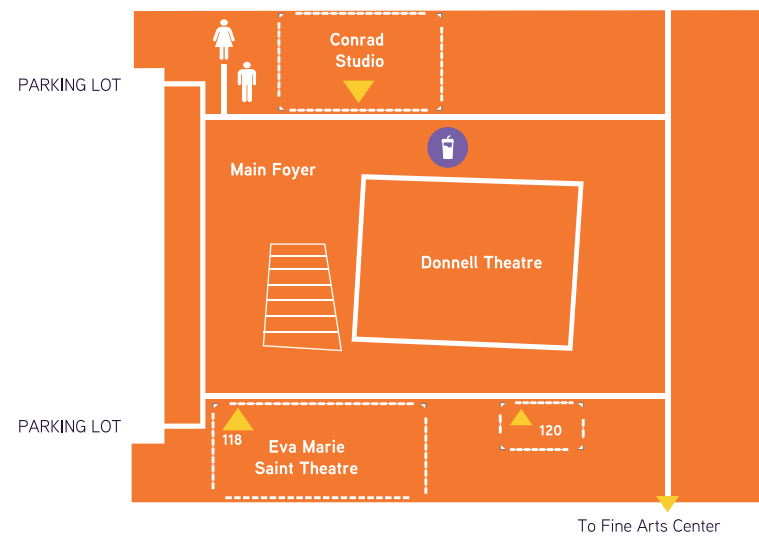 Conrad
Studio
PARKING LOT
Main Foyer
Donnell Theatre
PARKING LOT
118
Eva Marie
Saint Theatre
120
To Fine Arts Center